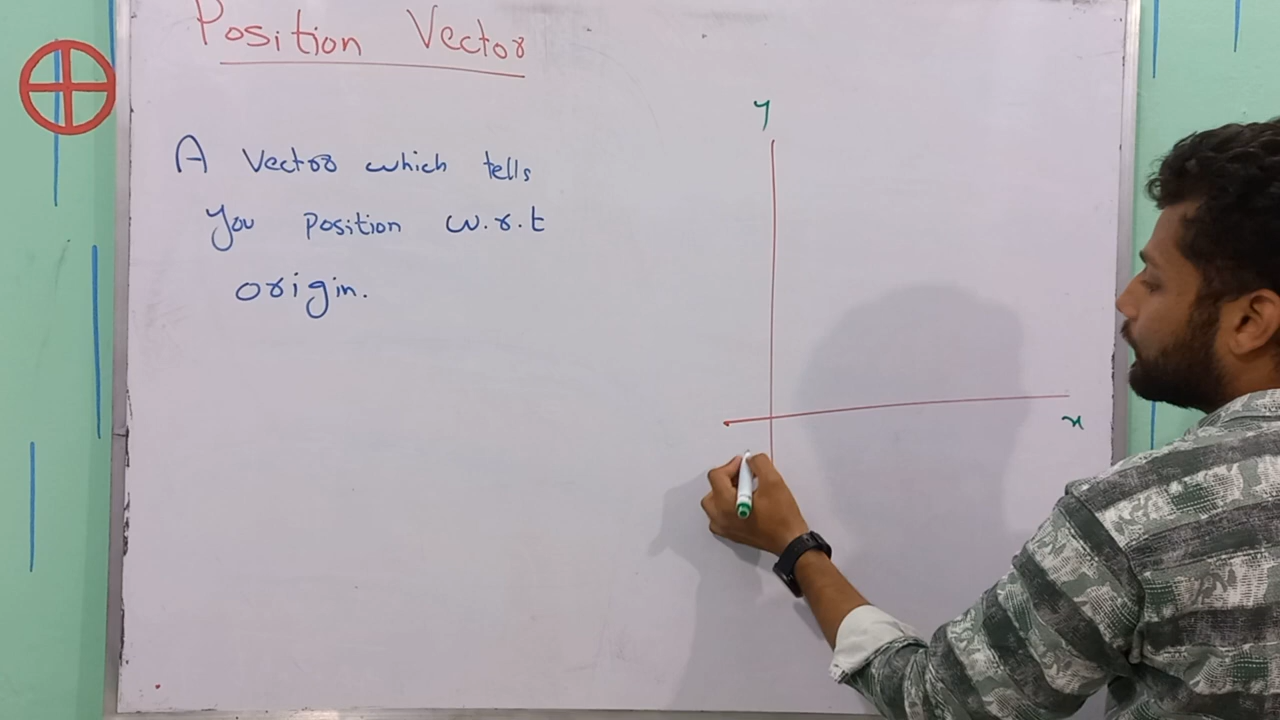 Position Vector
A Vector which tells
You Position w.r.t
origin.
y
x